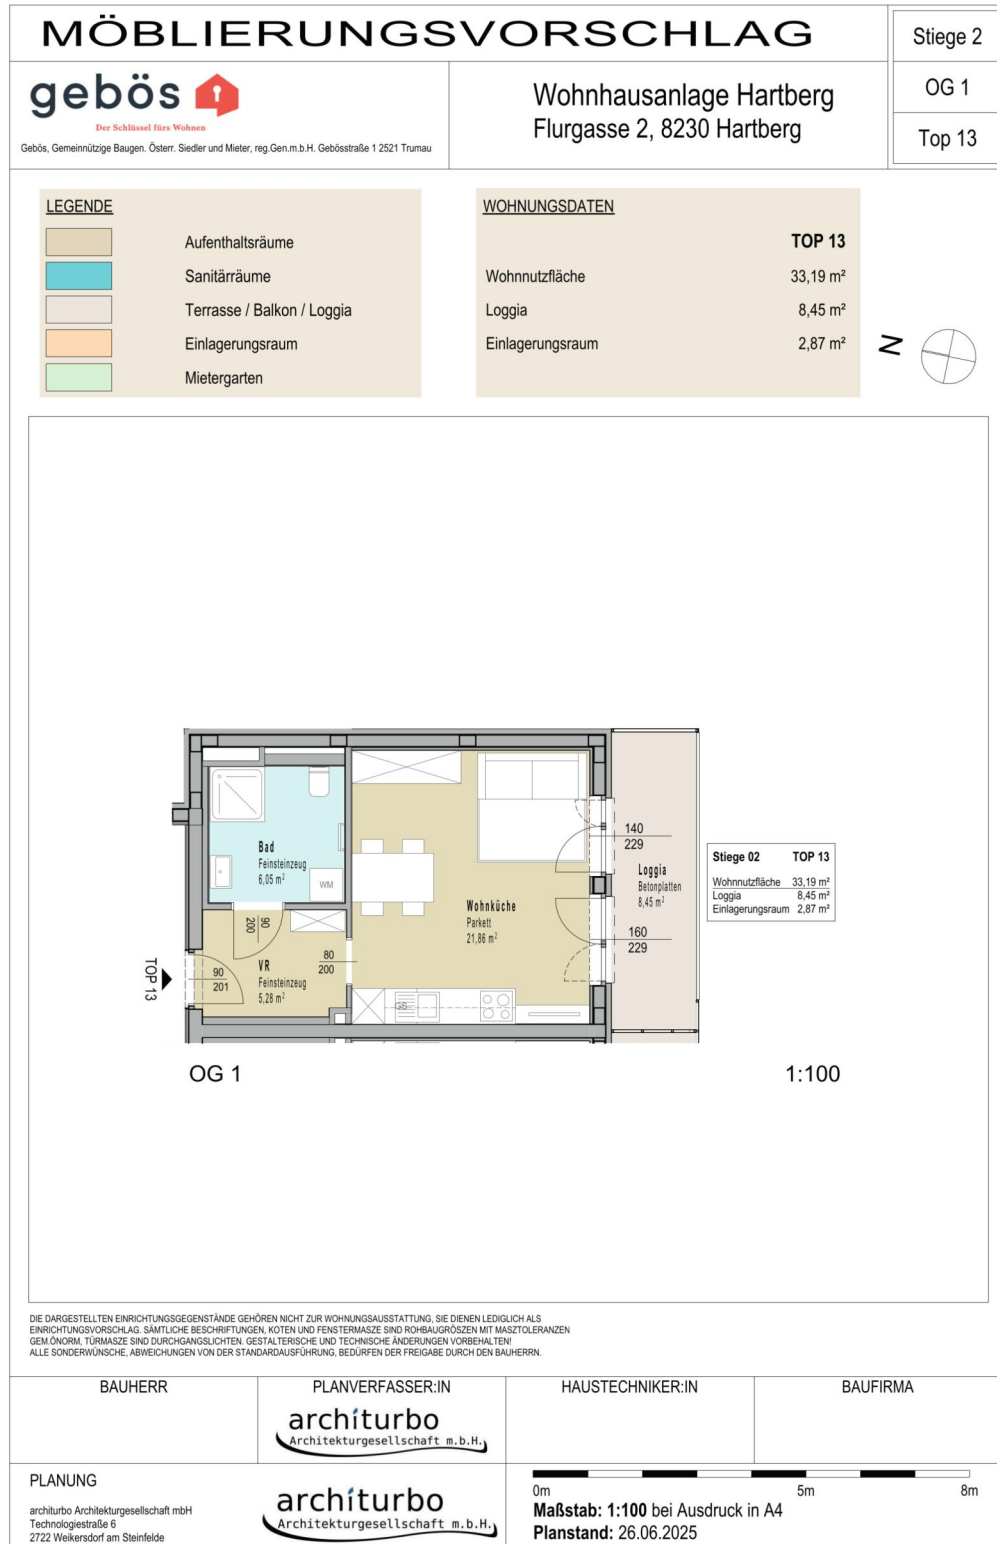 MÖBLIERUNGSVORSCHLAG
Stiege 2
OG 1
Top 13
gebös
Der Schlüssel fürs Wohnen
Gebös, Gemeinnützige Baugen. Österr. Siedler und Mieter, reg.Gen.m.b.H. Gebösstraße 1 2521 Trumau
Wohnhausanlage Hartberg
Flurgasse 2, 8230 Hartberg
LEGENDE
Aufenthaltsräume
Sanitärräume
Terrasse / Balkon / Loggia
Einlagerungsraum
Mietergarten
WOHNUNGSDATEN
TOP 13
Wohnnutzfläche 33,19 m²
Loggia 8,45 m²
Einlagerungsraum 2,87 m²
N
Bad
Feinsteinzeug
6,05 m²
WM
90
200
VR
Feinsteinzeug
5,28 m²
90
201
80
200
TOP 13
Wohnküche
Parkett
21,86 m²
GS
140
229
Loggia
Betonplatten
8,45 m²
160
229
Stiege 02 TOP 13
Wohnnutzfläche 33,19 m²
Loggia 8,45 m²
Einlagerungsraum 2,87 m²
OG 1
1:100
DIE DARGESTELLTEN EINRICHTUNGSGEGENSTÄNDE GEHÖREN NICHT ZUR WOHNUNGSAUSSTATTUNG, SIE DIENEN LEDIGLICH ALS
EINRICHTUNGSVORSCHLAG. SÄMTLICHE BESCHRIFTUNGEN, KOTEN UND FENSTERMASZE SIND ROHBAUGRÖSZEN MIT MASZTOLERANZEN
GEM.ÖNORM, TÜRMASZE SIND DURCHGANGSLICHTEN. GESTALTERISCHE UND TECHNISCHE ÄNDERUNGEN VORBEHALTEN!
ALLE SONDERWÜNSCHE, ABWEICHUNGEN VON DER STANDARDAUSFÜHRUNG, BEDÜRFEN DER FREIGABE DURCH DEN BAUHERRN.
BAUHERR
PLANVERFASSER:IN
HAUSTECHNIKER:IN
BAUFIRMA
architurbo
Architekturgesellschaft m.b.H.
PLANUNG
architurbo Architekturgesellschaft mbH
Technologiestraße 6
2722 Weikersdorf am Steinfelde
architurbo
Architekturgesellschaft m.b.H.
0m 5m 8m
Maßstab: 1:100 bei Ausdruck in A4
Planstand: 26.06.2025